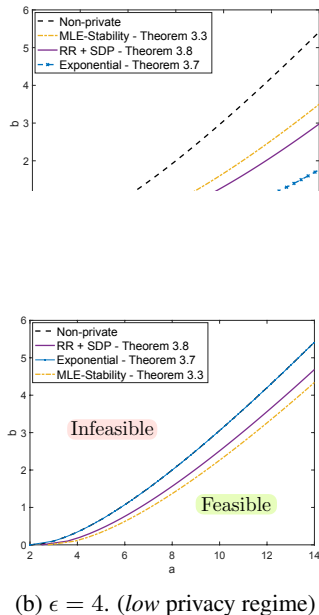 6
Non-private
MLE-Stability - Theorem 3.3
5
RR + SDP - Theorem 3.8
Exponential - Theorem 3.7
4
b
3
2
6
Non-private
RR + SDP - Theorem 3.8
5
Exponential - Theorem 3.7
MLE-Stability - Theorem 3.3
4
b
3
Infeasible
2
Feasible
1
0
2 4 6 8 10 12 14
a
(b) ϵ = 4. (low privacy regime)